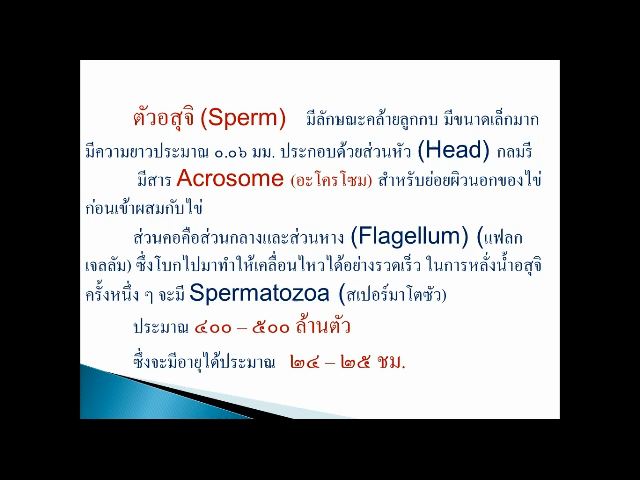 ตัวอสุจิ (Sperm) มีลักษณะคล้ายลูกกบ มีขนาดเล็กมาก
มีความยาวประมาณ ๐.๐๖ มม. ประกอบด้วยส่วนหัว (Head) กลมรี
มีสาร Acrosome (อะโครโซม) สำหรับย่อยผิวนอกของไข่
ก่อนเข้าผสมกับไข่
ส่วนคอคือส่วนกลางและส่วนหาง (Flagellum) (แฟลก
เจลลัม) ซึ่งโบกไปมาทำให้เคลื่อนไหวได้อย่างรวดเร็ว ในการหลั่งน้ำอสุจิ
ครั้งหนึ่ง ๆ จะมี Spermatozoa (สเปอร์มาโตซัว)
ประมาณ ๔๐๐ – ๕๐๐ ล้านตัว
ซึ่งจะมีอายุได้ประมาณ ๒๔ – ๒๕ ชม.